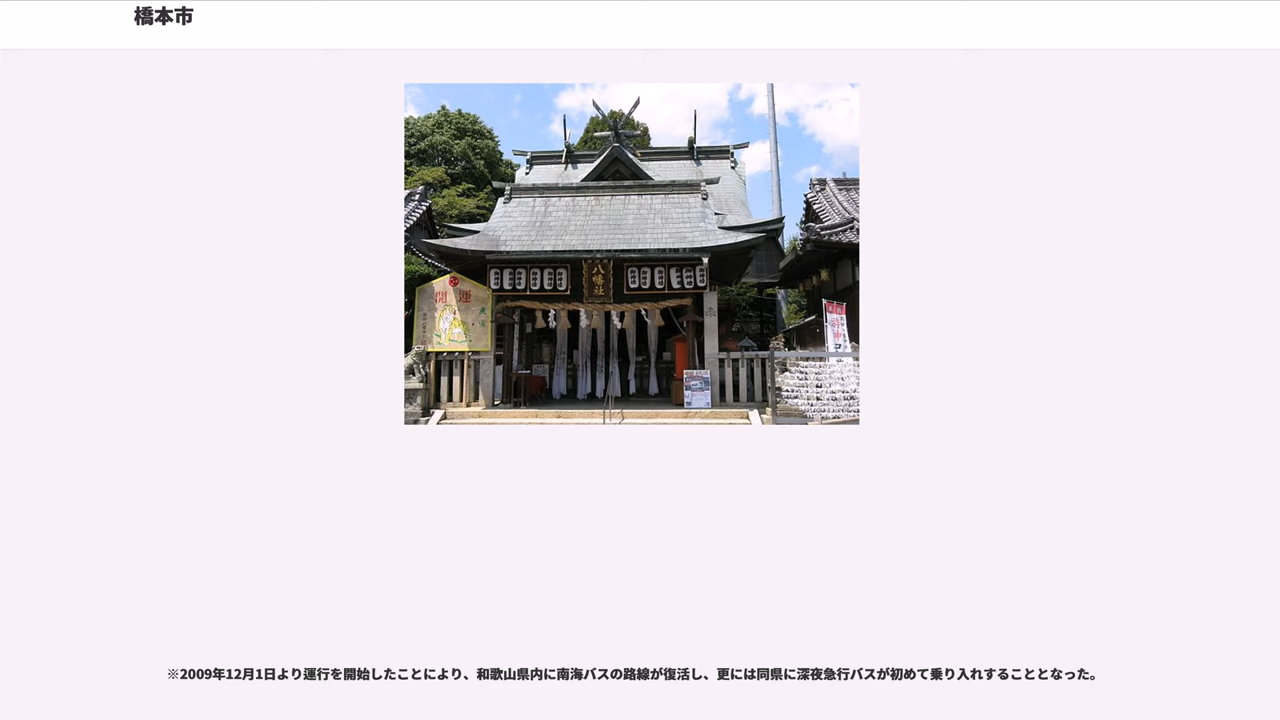 橋本市
八幡社
開運
※2009年12月1日より運行を開始したことにより、和歌山県内に南海バスの路線が復活し、更には同県に深夜急行バスが初めて乗り入れすることとなった。